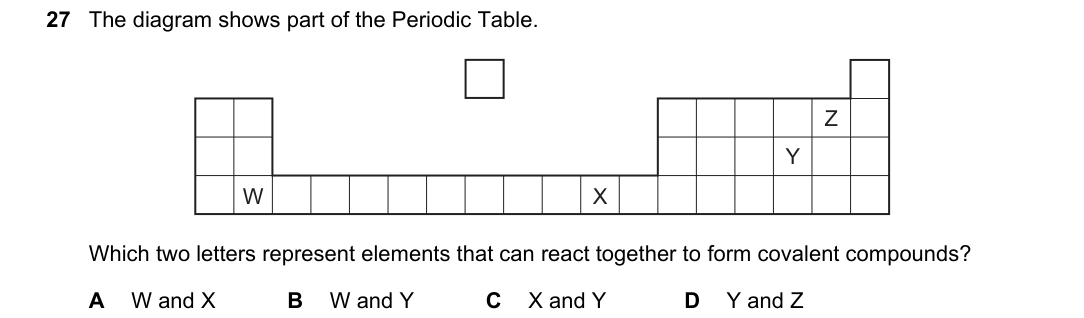 27 The diagram shows part of the Periodic Table.
Z
Y
W X
Which two letters represent elements that can react together to form covalent compounds?
A W and X B W and Y C X and Y D Y and Z